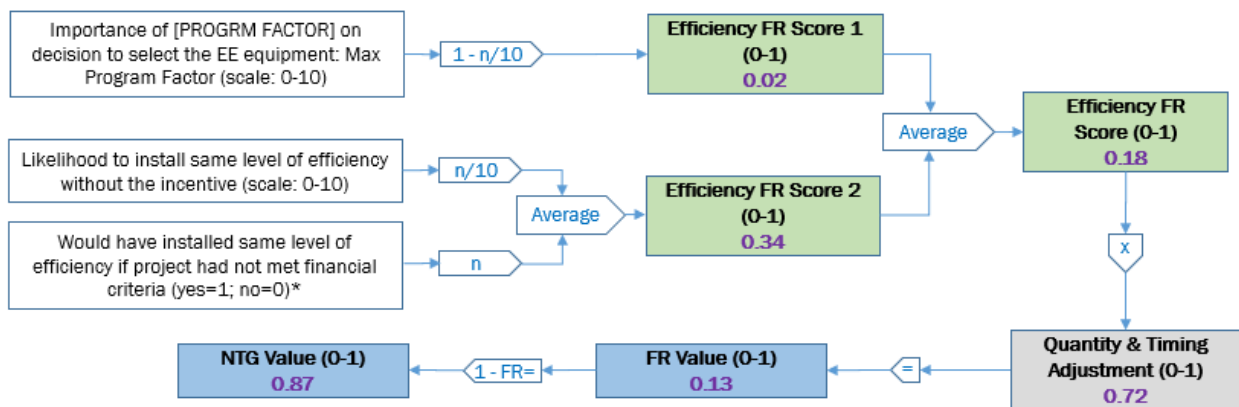 Importance of [PROGRM FACTOR] on
decision to select the EE equipment: Max
Program Factor (scale: 0-10)
1 - n/10
Efficiency FR Score 1
(0-1)
0.02
Average
Efficiency FR
Score (0-1)
0.18
Likelihood to install same level of efficiency
without the incentive (scale: 0-10)
n/10
Average
Efficiency FR Score 2
(0-1)
0.34
Would have installed same level of
efficiency if project had not met financial
criteria (yes=1; no=0)*
n
x
NTG Value (0-1)
0.87
1 - FR=
FR Value (0-1)
0.13
=
Quantity & Timing
Adjustment (0-1)
0.72